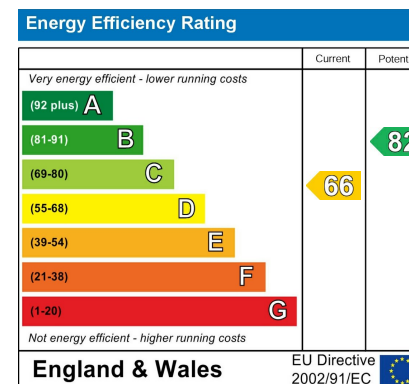 Energy Efficiency Rating
Current Potent
Very energy efficient - lower running costs
(92 plus) A
(81-91) B
82
(69-80) C
66
(55-68) D
(39-54) E
(21-38) F
(1-20) G
Not energy efficient - higher running costs
England & Wales
EU Directive
2002/91/EC